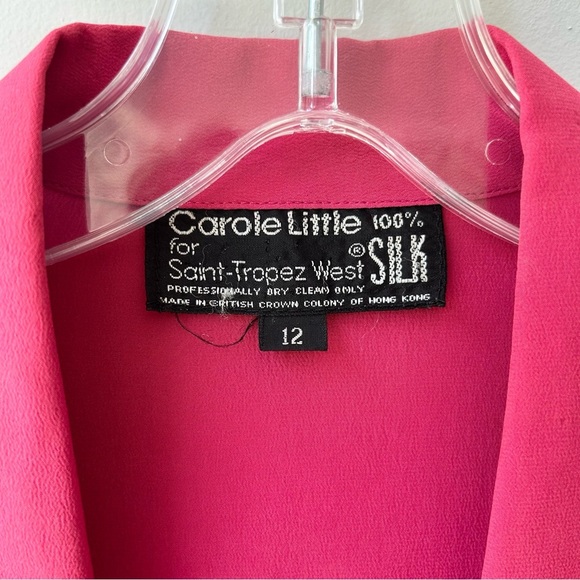 Carole Little 100%
for ® SILK
Saint-Tropez West
PROFESSIONALLY DRY CLEAN ONLY
MADE IN BRITISH CROWN COLONY OF HONG KONG
12